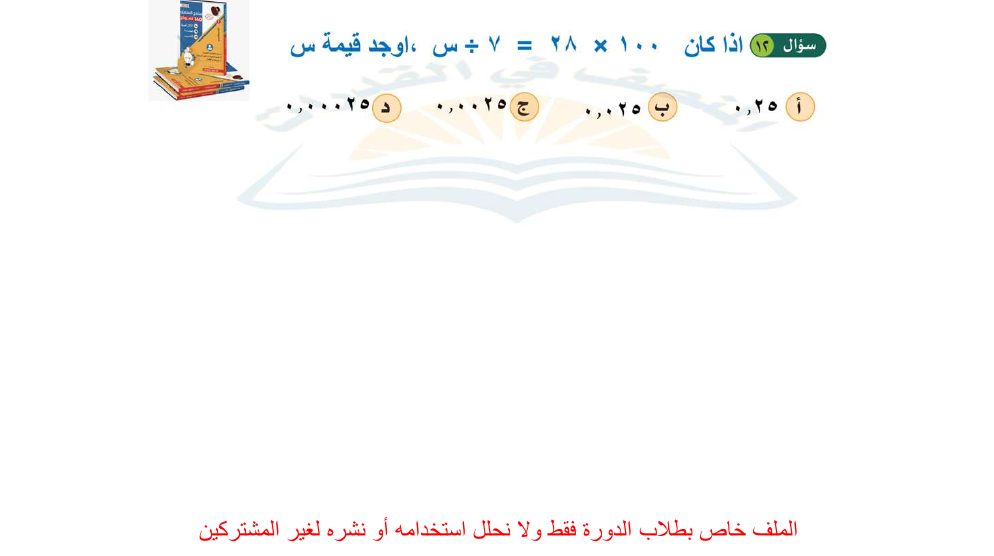 سؤال ١٢ اذا كان ١٠٠ × ٢٨ = ٧ ÷ س ،اوجد قيمة س
أ ٠,٢٥ ب ٠,٠٢٥ ج ٠,٠٠٢٥ د ٠,٠٠٠٢٥
الملف خاص بطلاب الدورة فقط ولا نحلل استخدامه أو نشره لغير المشتركين